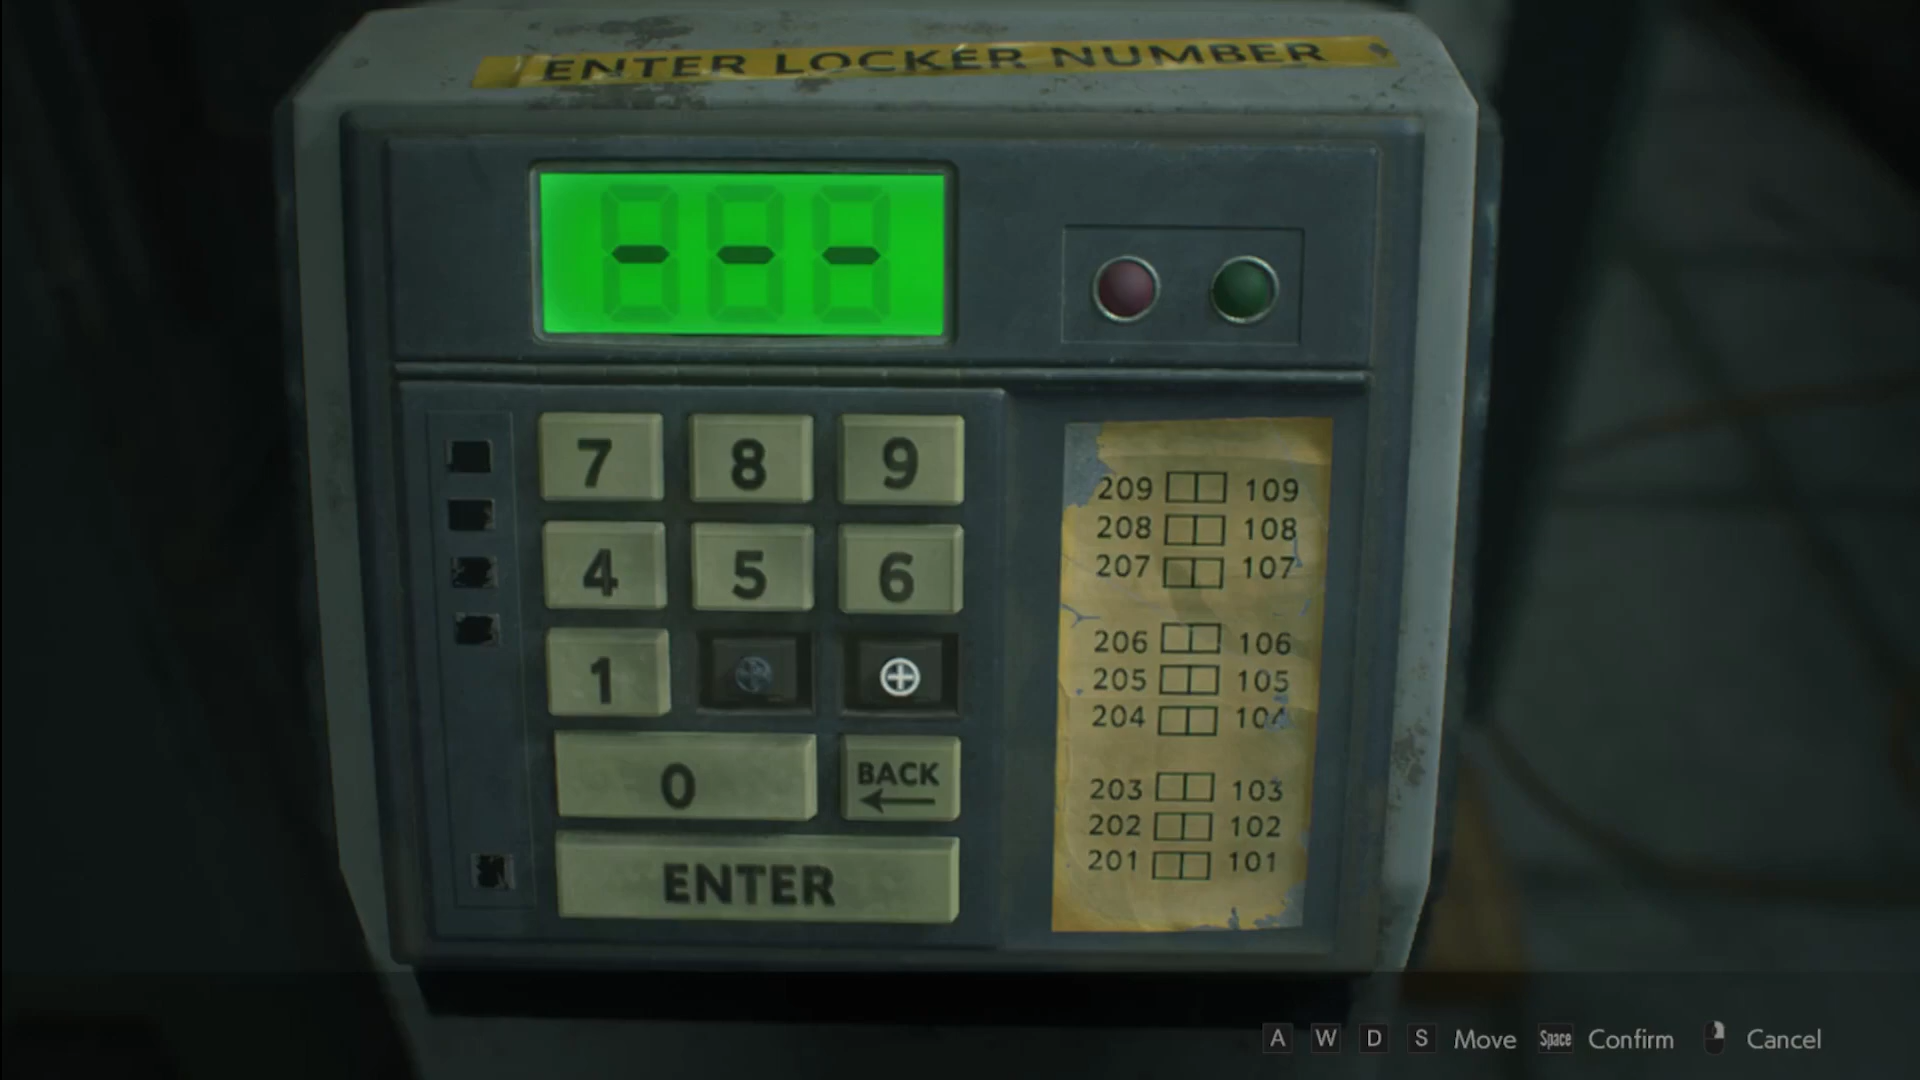 ENTER LOCKER NUMBER
- - -
7 8 9
4 5 6
1
0 BACK
ENTER
209 109
208 108
207 107
206 106
205 105
204 104
203 103
202 102
201 101
A W D S Move Space Confirm Cancel